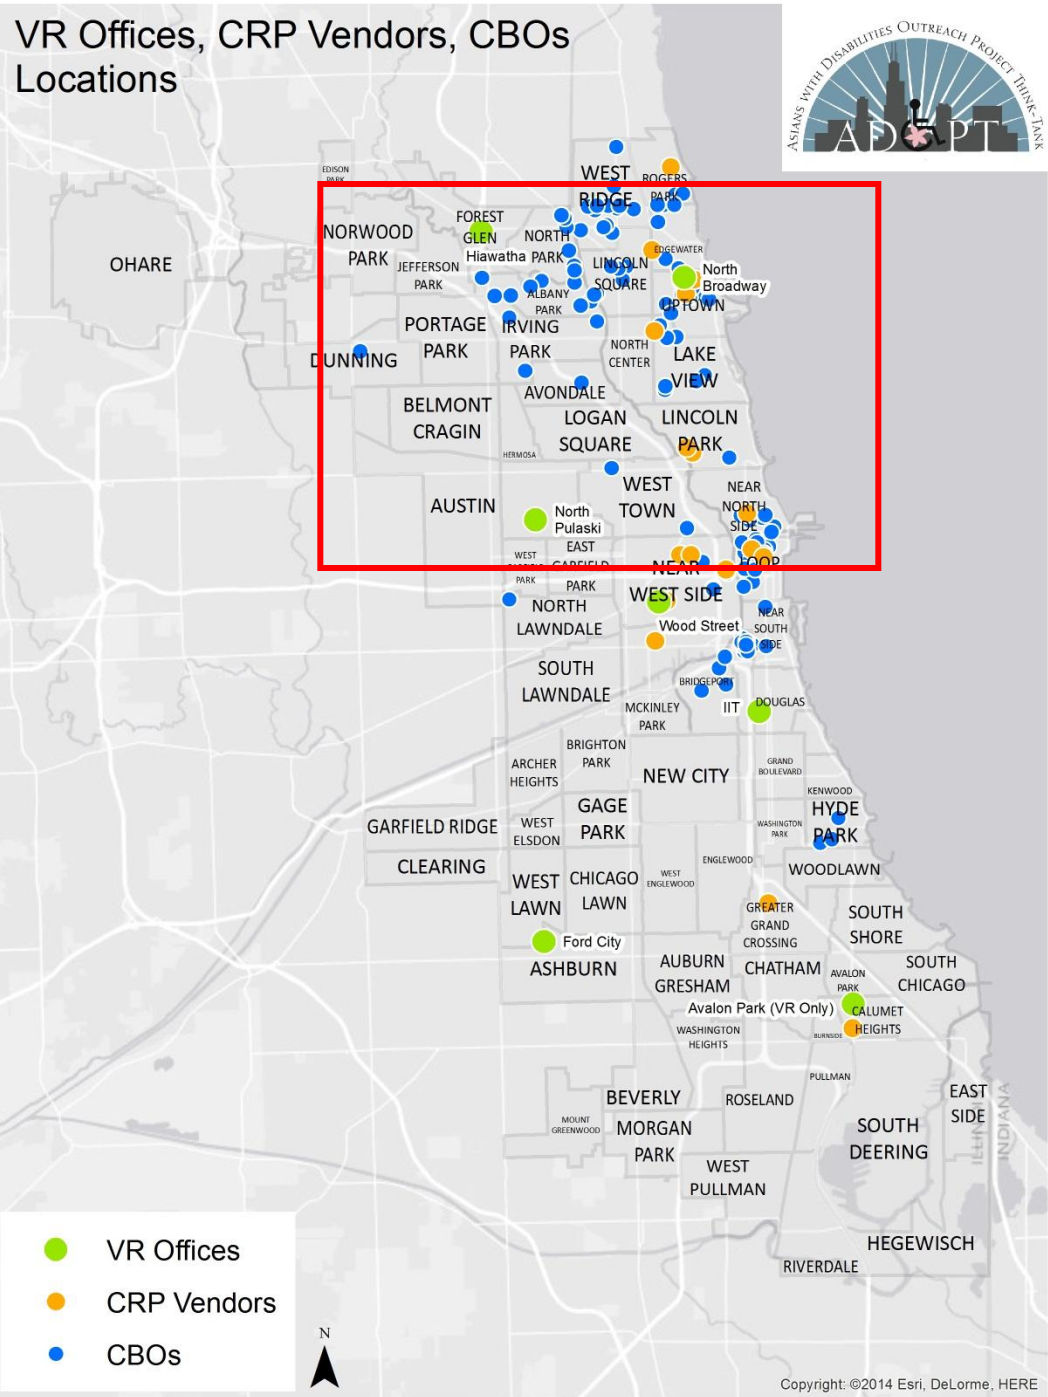 VR Offices, CRP Vendors, CBOs
Locations
ASIANS WITH DISABILITIES OUTREACH PROJECT THINK-TANK
ADOPT
EDISON
PARK
WEST
RIDGE
ROGERS
PARK
NORWOOD
PARK
FOREST
GLEN
Hiawatha
NORTH
PARK
EDGEWATER
OHARE
JEFFERSON
PARK
LINCOLN
SQUARE
North
Broadway
ALBANY
PARK
UPTOWN
PORTAGE
PARK
IRVING
PARK
NORTH
CENTER
LAKE
VIEW
DUNNING
AVONDALE
BELMONT
CRAGIN
LOGAN
SQUARE
LINCOLN
PARK
HERMOSA
WEST
TOWN
NEAR
NORTH
SIDE
AUSTIN
North
Pulaski
EAST
GARFIELD
PARK
WEST
PARK
LOOP
NEAR
WEST SIDE
NORTH
LAWNDALE
Wood Street
NEAR
SOUTH
SIDE
SOUTH
LAWNDALE
BRIDGEPORT
MCKINLEY
PARK
IIT
DOUGLAS
BRIGHTON
PARK
ARCHER
HEIGHTS
NEW CITY
GRAND
BOULEVARD
KENWOOD
HYDE
PARK
GAGE
PARK
GARFIELD RIDGE
WEST
ELSDON
WASHINGTON
PARK
CLEARING
ENGLEWOOD
WOODLAWN
WEST
LAWN
CHICAGO
LAWN
WEST
ENGLEWOOD
GREATER
GRAND
CROSSING
SOUTH
SHORE
Ford City
ASHBURN
AUBURN
GRESHAM
CHATHAM
AVALON
PARK
SOUTH
CHICAGO
Avalon Park (VR Only)
CALUMET
HEIGHTS
WASHINGTON
HEIGHTS
BURNSIDE
PULLMAN
BEVERLY
ROSELAND
EAST
SIDE
MOUNT
GREENWOOD
MORGAN
PARK
SOUTH
DEERING
ILLINOIS
INDIANA
WEST
PULLMAN
HEGEWISCH
RIVERDALE
VR Offices
CRP Vendors
CBOs
N
Copyright: ©2014 Esri, DeLorme, HERE